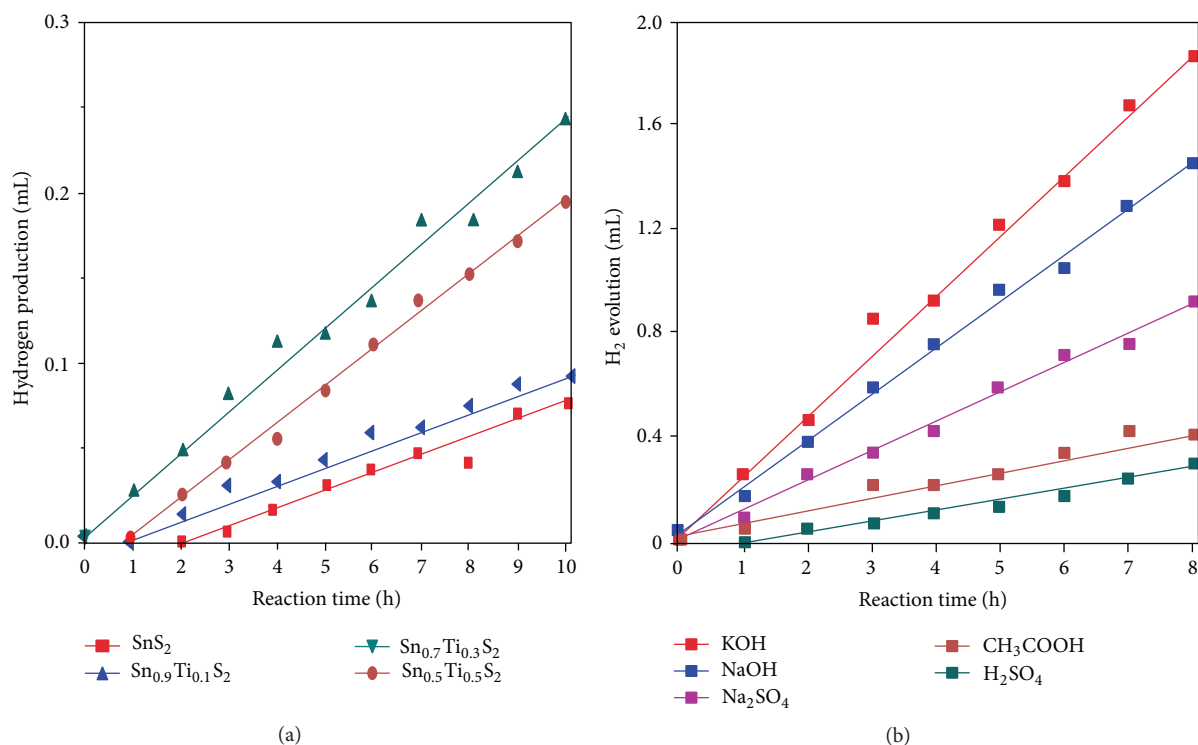 0.3
0.2
0.1
0.0
Hydrogen production (mL)
0 1 2 3 4 5 6 7 8 9 10
Reaction time (h)
SnS₂
Sn₀.₉Ti₀.₁S₂
Sn₀.₇Ti₀.₃S₂
Sn₀.₅Ti₀.₅S₂
(a)
2.0
1.6
1.2
0.8
0.4
0
H₂ evolution (mL)
0 1 2 3 4 5 6 7 8
Reaction time (h)
KOH
NaOH
Na₂SO₄
CH₃COOH
H₂SO₄
(b)